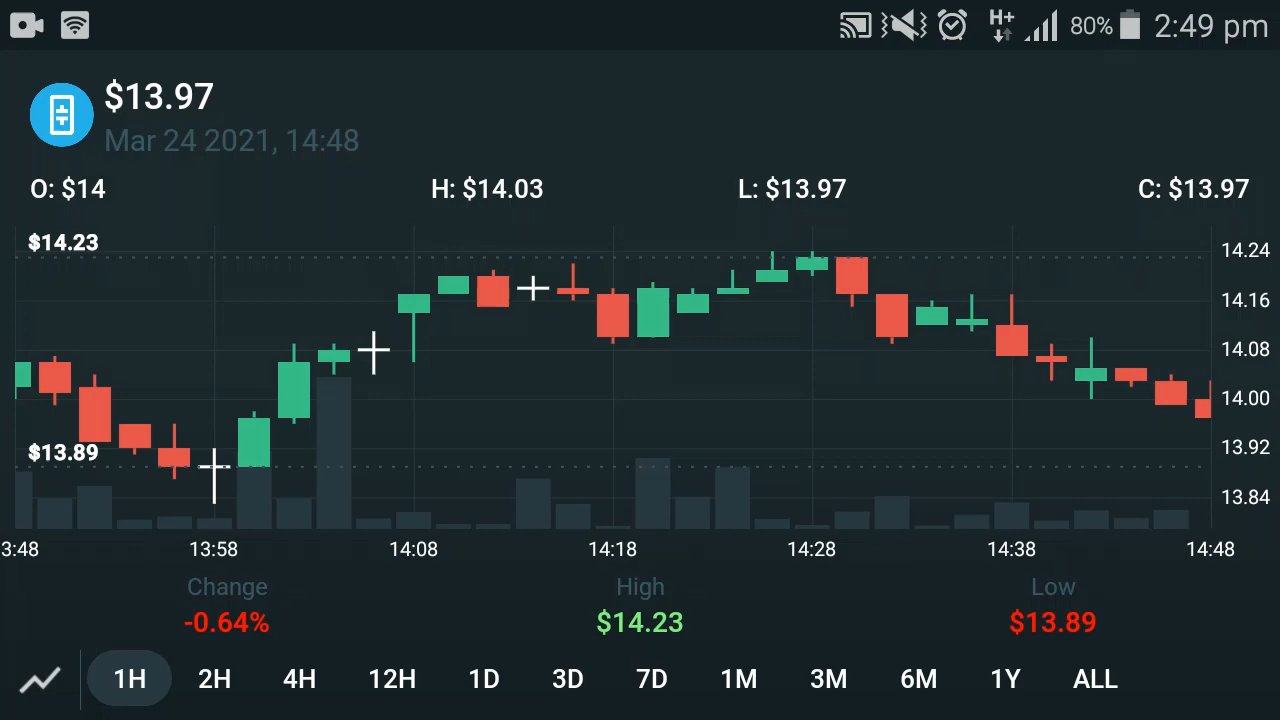 H+ 80% 2:49 pm
$13.97
Mar 24 2021, 14:48
O: $14 H: $14.03 L: $13.97 C: $13.97
$14.23
14.24
14.16
14.08
14.00
$13.89
13.92
13.84
3:48 13:58 14:08 14:18 14:28 14:38 14:48
Change High Low
-0.64% $14.23 $13.89
1H 2H 4H 12H 1D 3D 7D 1M 3M 6M 1Y ALL